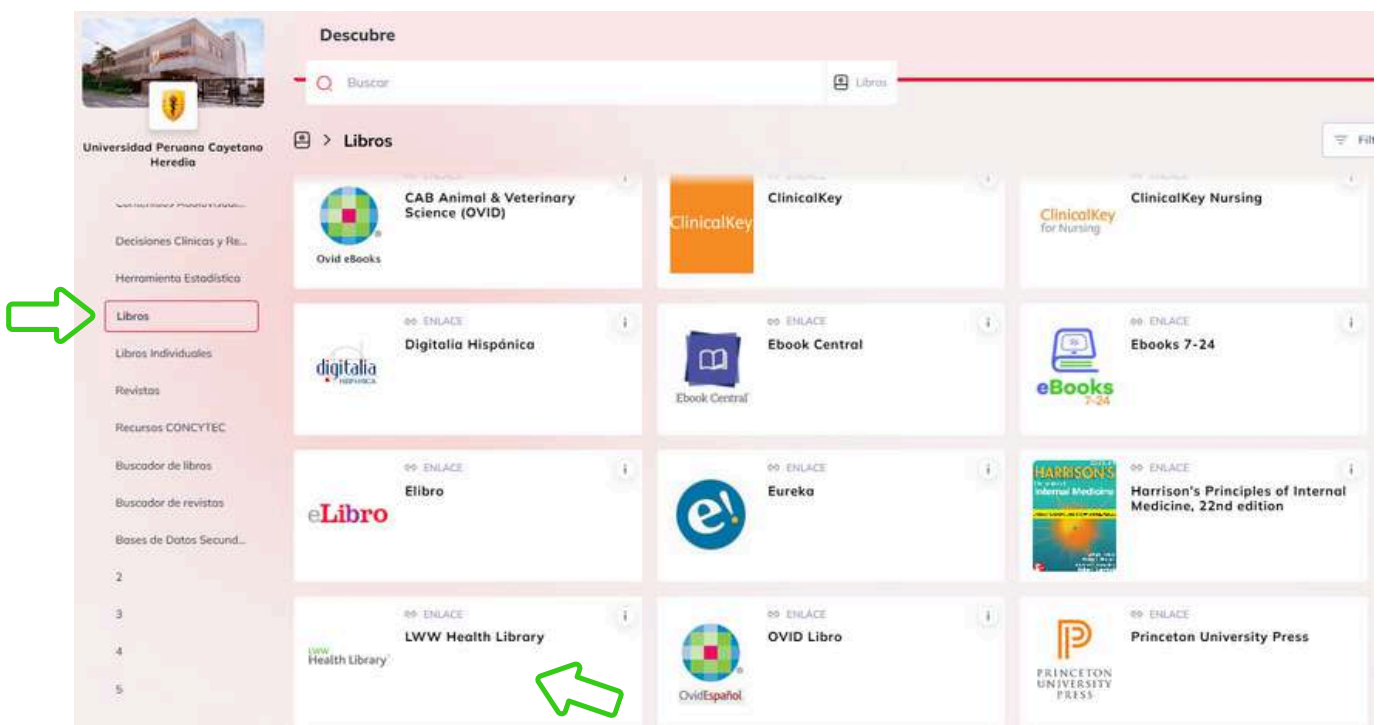 Descubre
Buscar
Libros
Universidad Peruana Cayetano
Heredia
> Libros
Decisiones Clínicas y Re...
Herramienta Estadística
Libros
Libros Individuales
Revistas
Recursos CONCYTEC
Buscador de libros
Buscador de revistas
Bases de Datos Secund...
2
3
4
5
Ovid eBooks
CAB Animal & Veterinary
Science (OVID)
ClinicalKey
ClinicalKey
ClinicalKey
for Nursing
ClinicalKey Nursing
digitalia
HISPÁNICA
ENLACE
Digitalia Hispánica
Ebook Central
ENLACE
Ebook Central
eBooks
7-24
ENLACE
Ebooks 7-24
eLibro
ENLACE
Elibro
e!
ENLACE
Eureka
HARRISON'S
Internal Medicine
ENLACE
Harrison's Principles of Internal
Medicine, 22nd edition
LWW
Health Library
ENLACE
LWW Health Library
OvidEspañol
ENLACE
OVID Libro
PRINCETON
UNIVERSITY
PRESS
ENLACE
Princeton University Press